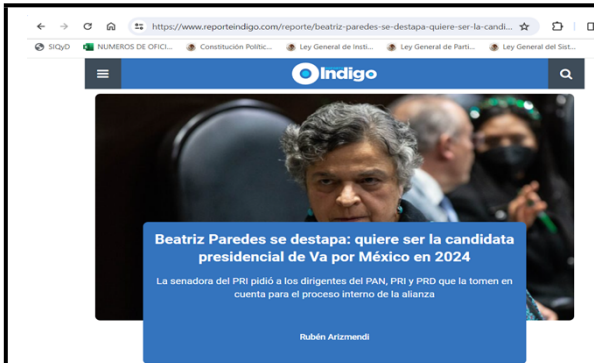 https://www.reporteindigo.com/reporte/beatriz-paredes-se-destapa-quiere-ser-la-candi...
SIQyD NUMEROS DE OFICI... Constitución Polític... Ley General de Insti... Ley General de Parti... Ley General del Sist...
Indigo
Beatriz Paredes se destapa: quiere ser la candidata
presidencial de Va por México en 2024
La senadora del PRI pidió a los dirigentes del PAN, PRI y PRD que la tomen en
cuenta para el proceso interno de la alianza
Rubén Arizmendi